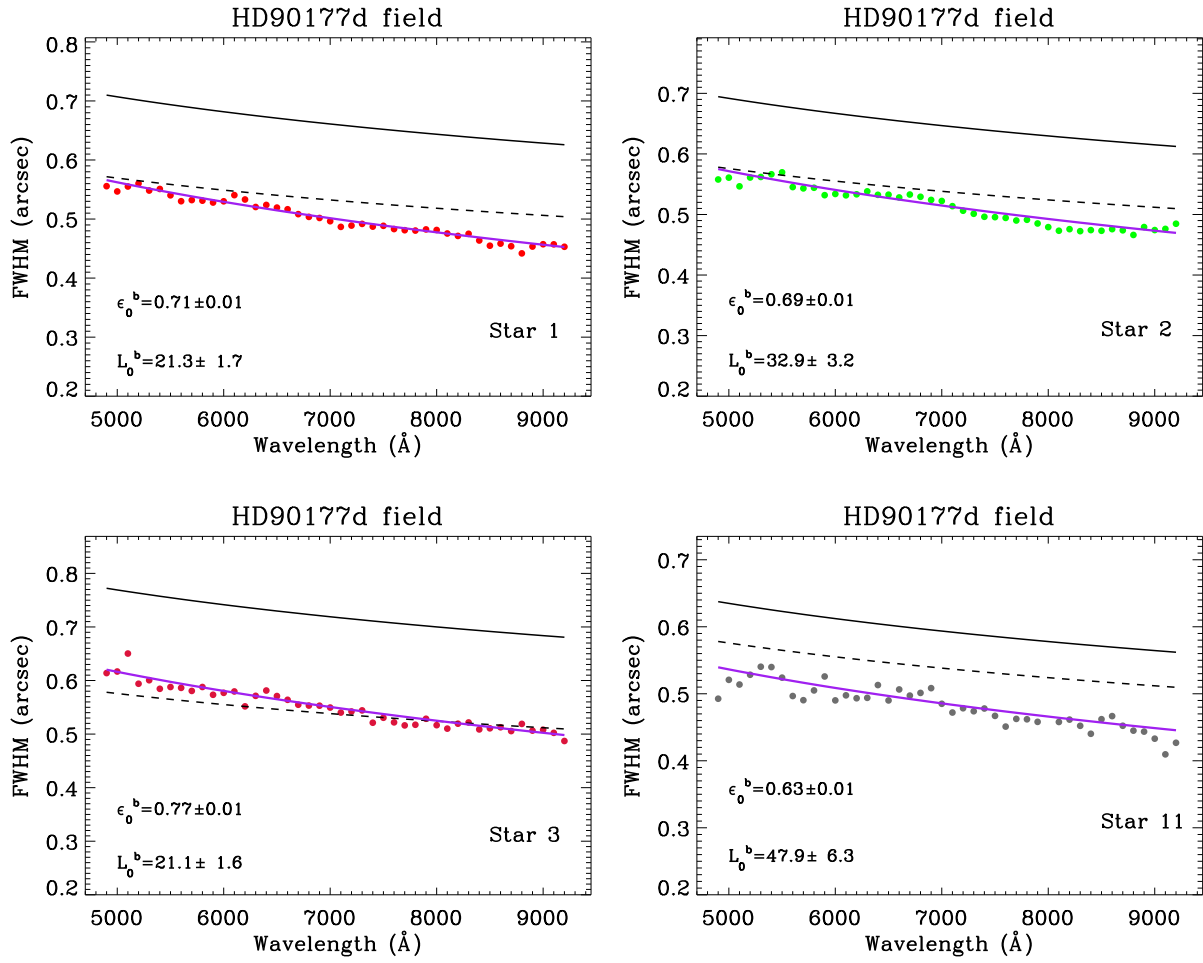 HD90177d field
HD90177d field
0.8
0.7
0.6
0.5
0.4
0.3
0.2
FWHM (arcsec)
ϵ₀ᵇ=0.71±0.01
Star 1
L₀ᵇ=21.3± 1.7
5000 6000 7000 8000 9000
Wavelength (Å)
0.7
0.6
0.5
0.4
0.3
0.2
FWHM (arcsec)
ϵ₀ᵇ=0.69±0.01
Star 2
L₀ᵇ=32.9± 3.2
5000 6000 7000 8000 9000
Wavelength (Å)
HD90177d field
HD90177d field
0.8
0.7
0.6
0.5
0.4
0.3
0.2
FWHM (arcsec)
ϵ₀ᵇ=0.77±0.01
Star 3
L₀ᵇ=21.1± 1.6
5000 6000 7000 8000 9000
Wavelength (Å)
0.7
0.6
0.5
0.4
0.3
0.2
FWHM (arcsec)
ϵ₀ᵇ=0.63±0.01
Star 11
L₀ᵇ=47.9± 6.3
5000 6000 7000 8000 9000
Wavelength (Å)